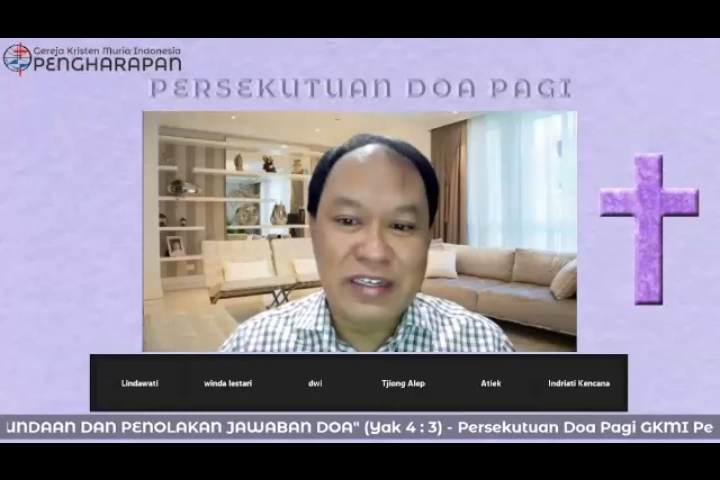 Gereja Kristen Muria Indonesia
PENGHARAPAN
PERSEKUTUAN DOA PAGI
Lindawati
winda lestari
dwi
Tjiong Alep
Atiek
Indriati Kencana
UNDAAN DAN PENOLAKAN JAWABAN DOA" (Yak 4 : 3) - Persekutuan Doa Pagi GKMI Pe